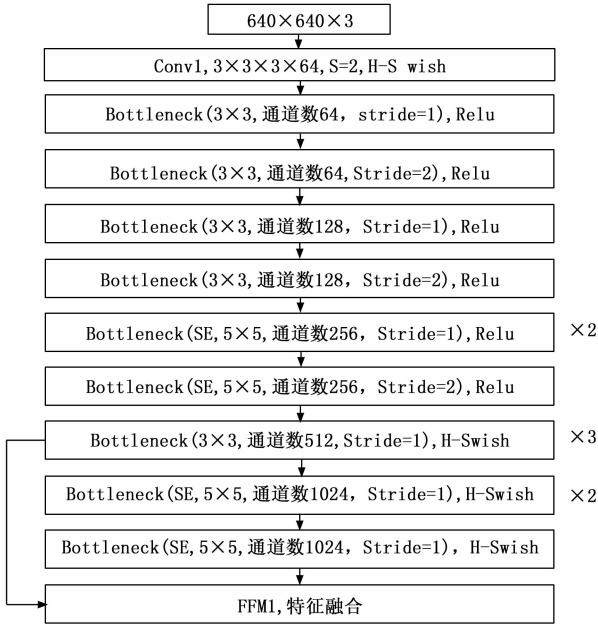 640×640×3
Conv1,3×3×3×64,S=2,H-S wish
Bottleneck(3×3,通道数64，stride=1),Relu
Bottleneck(3×3,通道数64,Stride=2),Relu
Bottleneck(3×3,通道数128，Stride=1),Relu
Bottleneck(3×3,通道数128，Stride=2),Relu
Bottleneck(SE,5×5,通道数256，Stride=1),Relu ×2
Bottleneck(SE,5×5,通道数256，Stride=2),Relu
Bottleneck(3×3,通道数512,Stride=1),H-Swish ×3
Bottleneck(SE,5×5,通道数1024，Stride=1),H-Swish ×2
Bottleneck(SE,5×5,通道数1024，Stride=1)，H-Swish
FFM1,特征融合